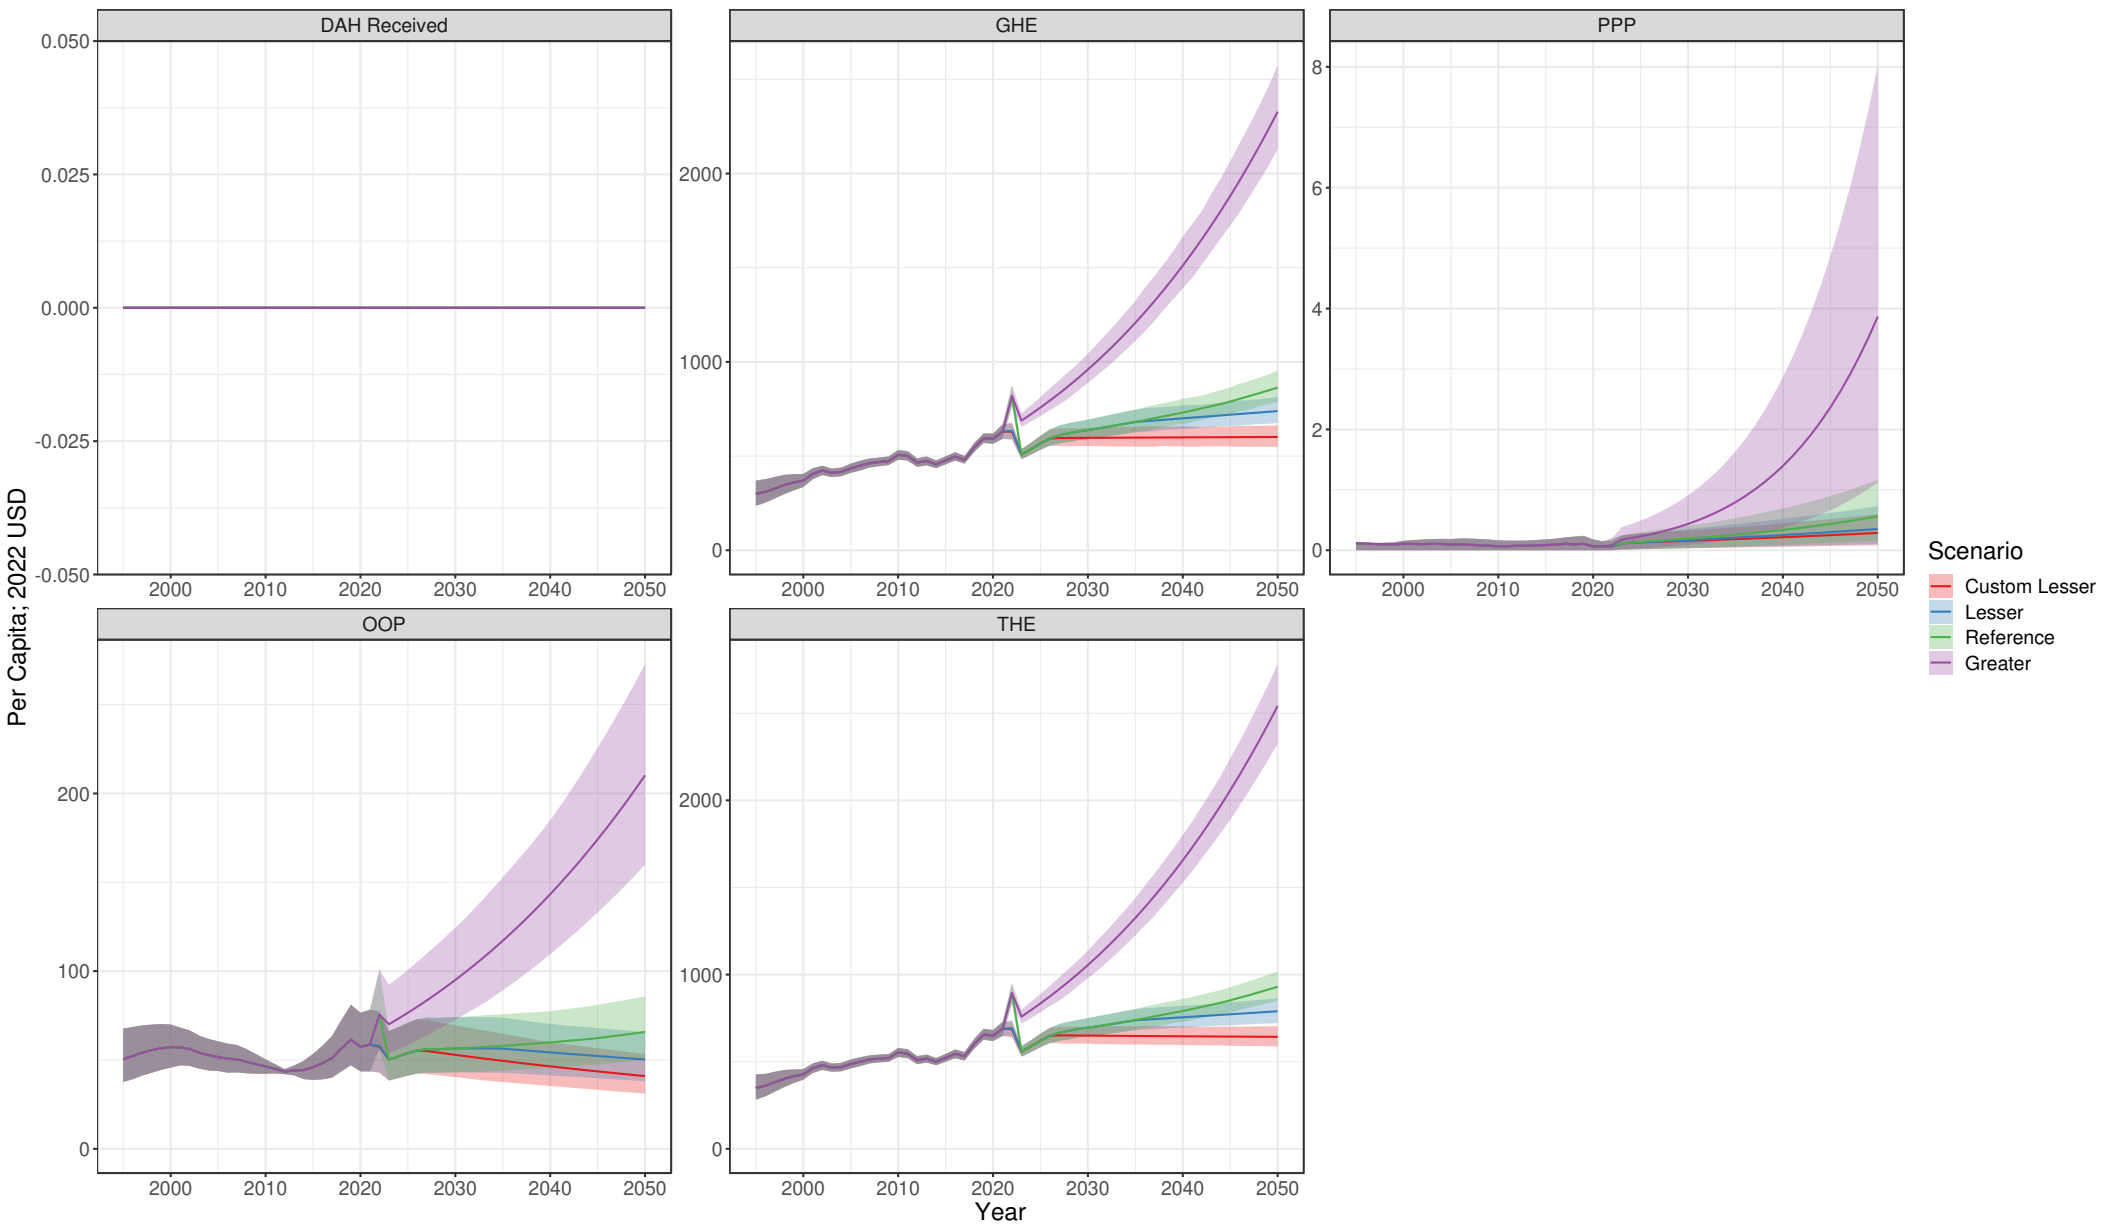 DAH Received
GHE
PPP
0.050
0.025
0.000
-0.025
-0.050
2000 2010 2020 2030 2040 2050
2000
1000
0
2000 2010 2020 2030 2040 2050
8
6
4
2
0
2000 2010 2020 2030 2040 2050
OOP
THE
200
100
0
2000 2010 2020 2030 2040 2050
2000
1000
0
2000 2010 2020 2030 2040 2050
Per Capita; 2022 USD
Year
Scenario
Custom Lesser
Lesser
Reference
Greater